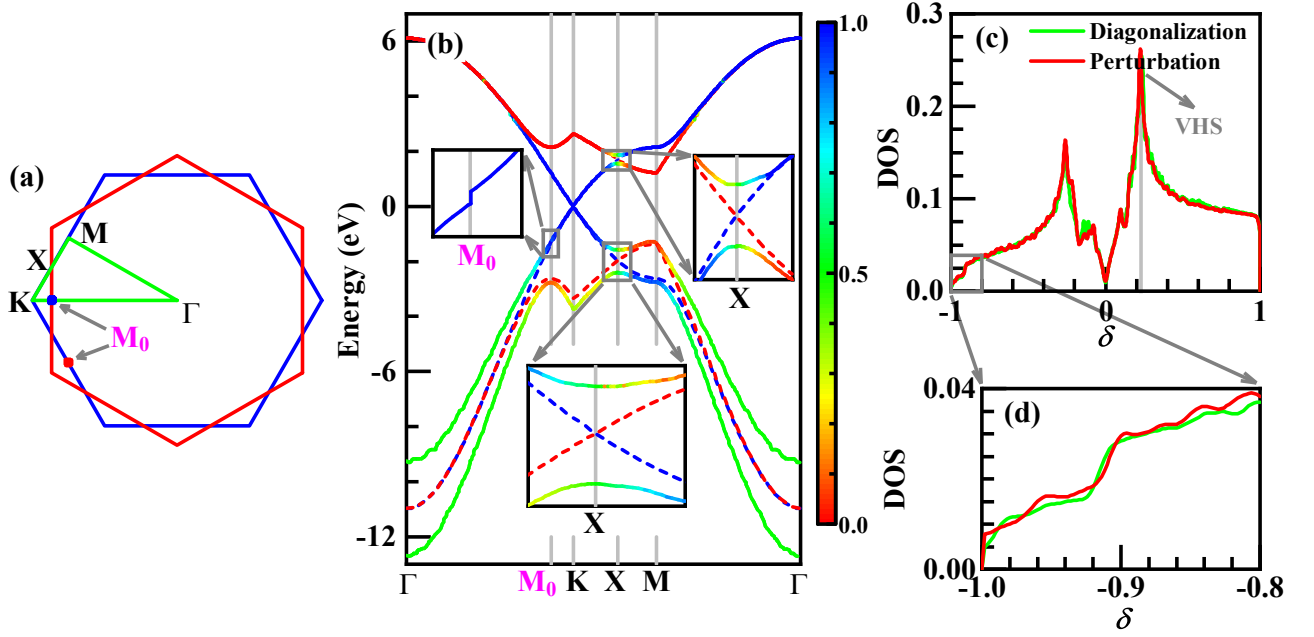 (a)
M
X
K
Γ
M0
(b)
Energy (eV)
6
0
-6
-12
M0
X
X
Γ
M0
K
X
M
Γ
1.0
0.5
0.0
(c)
Diagonalization
Perturbation
VHS
DOS
0.3
0.2
0.1
0.0
-1
0
1
δ
(d)
DOS
0.04
0.00
-1.0
-0.9
-0.8
δ